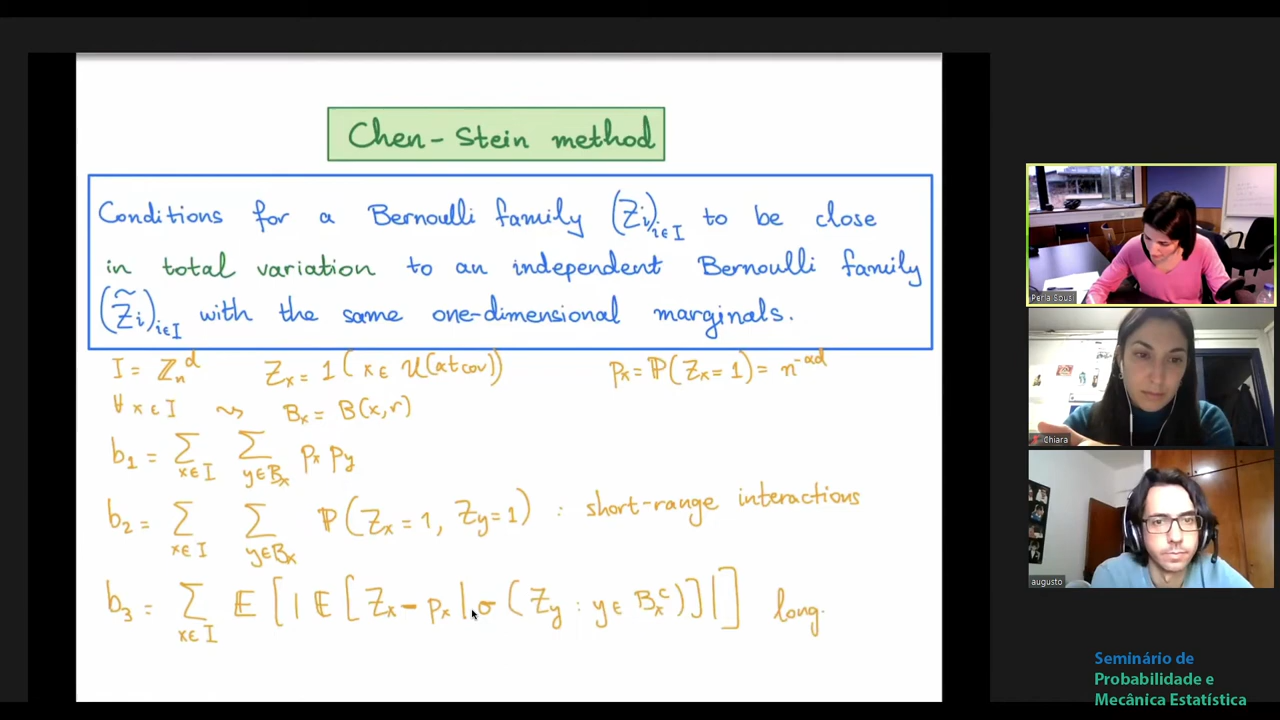 Chen-Stein method
Conditions for a Bernoulli family (Z_i)_{i∈I} to be close
in total variation to an independent Bernoulli family
(Z̃_i)_{i∈I} with the same one-dimensional marginals.
I = ℤ_n^d   Z_x = 1(x ∈ U(αt_cov))   p_x = ℙ(Z_x=1) = n^{-αd}
∀ x ∈ I ⇝ B_x = B(x,r)
b_1 = Σ_{x∈I} Σ_{y∈B_x} p_x p_y
b_2 = Σ_{x∈I} Σ_{y∈B_x} ℙ(Z_x=1, Z_y=1) : short-range interactions
b_3 = Σ_{x∈I} 𝔼[|𝔼[Z_x - p_x | σ(Z_y : y∈ B_x^c)]|] long-
Perla Sousi
Chiara
augusto
Seminário de
Probabilidade e
Mecânica Estatística